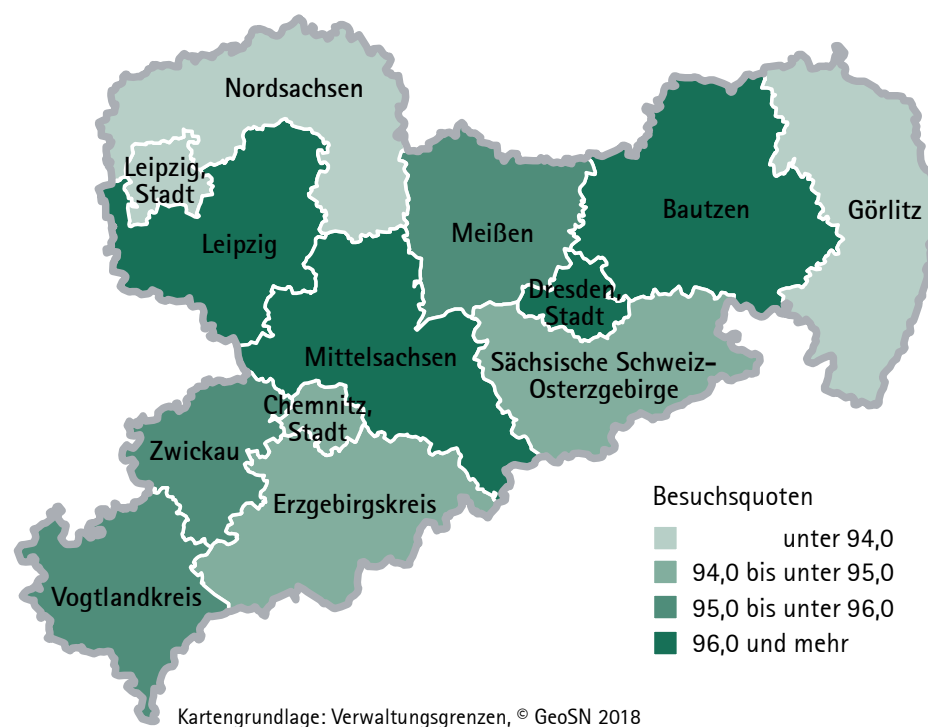 Nordsachsen
Leipzig,
Stadt
Leipzig
Meißen
Bautzen
Görlitz
Dresden,
Stadt
Mittelsachsen
Sächsische Schweiz-
Osterzgebirge
Chemnitz,
Stadt
Zwickau
Erzgebirgskreis
Vogtlandkreis
Besuchsquoten
unter 94,0
94,0 bis unter 95,0
95,0 bis unter 96,0
96,0 und mehr
Kartengrundlage: Verwaltungsgrenzen, © GeoSN 2018